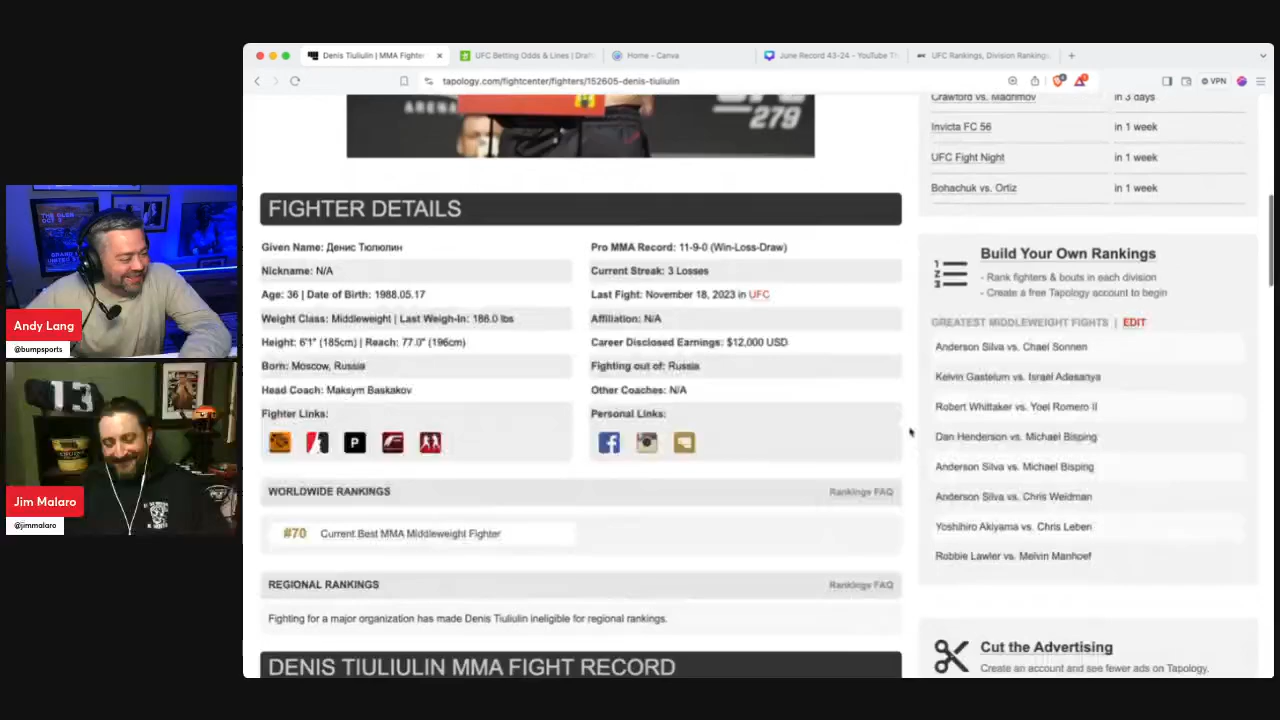 Denis Tiuliulin | MMA Fighter
UFC Betting Odds & Lines | Draft
Home - Canva
June Record 43-24 - YouTube Th
UFC Rankings, Division Rankings
tapology.com/fightcenter/fighters/152605-denis-tiuliulin
VPN
ARENA
UFC
279
Crawford vs. Madrimov
in 3 days
Invicta FC 56
in 1 week
UFC Fight Night
in 1 week
Bohachuk vs. Ortiz
in 1 week
FIGHTER DETAILS
Given Name: Денис Тюлюлин
Pro MMA Record: 11-9-0 (Win-Loss-Draw)
Nickname: N/A
Current Streak: 3 Losses
Age: 36 | Date of Birth: 1988.05.17
Last Fight: November 18, 2023 in UFC
Weight Class: Middleweight | Last Weigh-In: 186.0 lbs
Affiliation: N/A
Height: 6'1" (185cm) | Reach: 77.0" (196cm)
Career Disclosed Earnings: $12,000 USD
Born: Moscow, Russia
Fighting out of: Russia
Head Coach: Maksym Baskakov
Other Coaches: N/A
Fighter Links:
Personal Links:
P
WORLDWIDE RANKINGS
Rankings FAQ
#70 Current Best MMA Middleweight Fighter
REGIONAL RANKINGS
Rankings FAQ
Fighting for a major organization has made Denis Tiuliulin ineligible for regional rankings.
DENIS TIULIULIN MMA FIGHT RECORD
Build Your Own Rankings
- Rank fighters & bouts in each division
- Create a free Tapology account to begin
GREATEST MIDDLEWEIGHT FIGHTS | EDIT
Anderson Silva vs. Chael Sonnen
Kelvin Gastelum vs. Israel Adesanya
Robert Whittaker vs. Yoel Romero II
Dan Henderson vs. Michael Bisping
Anderson Silva vs. Michael Bisping
Anderson Silva vs. Chris Weidman
Yoshihiro Akiyama vs. Chris Leben
Robbie Lawler vs. Melvin Manhoef
Cut the Advertising
Create an account and see fewer ads on Tapology.
Andy Lang
@bumpsports
13
Jim Malaro
@jimmalaro